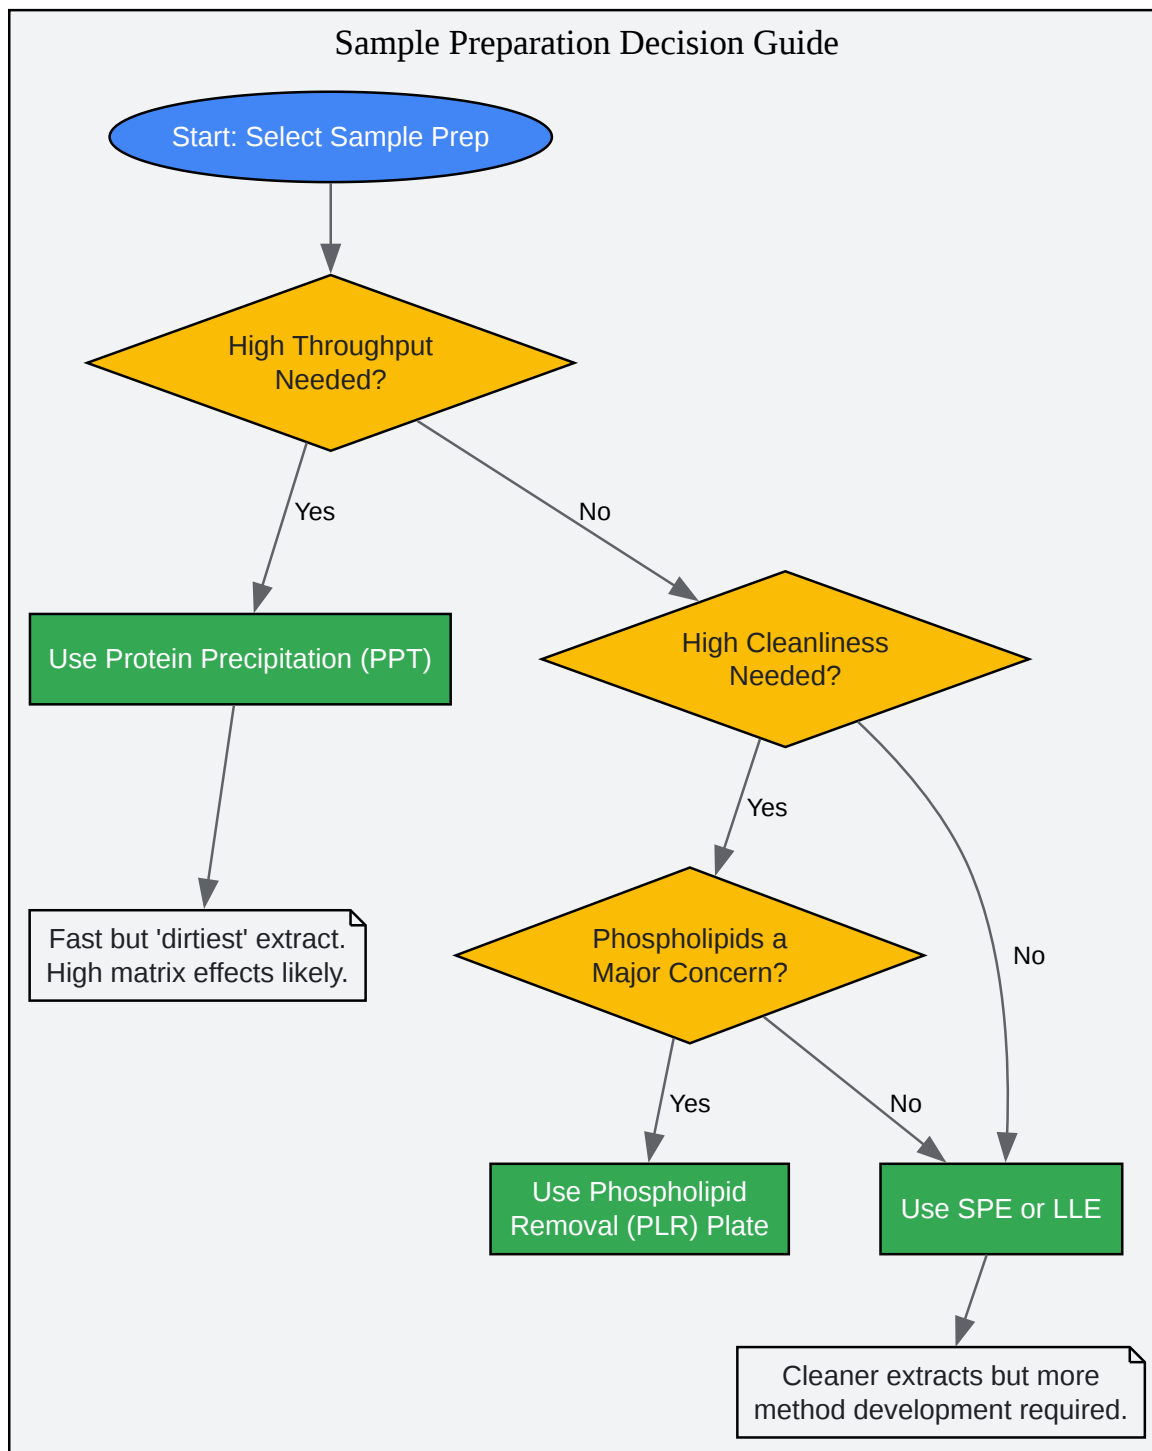 Sample Preparation Decision Guide
Start: Select Sample Prep
High Throughput
Needed?
Yes
No
Use Protein Precipitation (PPT)
High Cleanliness
Needed?
Yes
No
Fast but 'dirtiest' extract.
High matrix effects likely.
Phospholipids a
Major Concern?
Yes
No
Use Phospholipid
Removal (PLR) Plate
Use SPE or LLE
Cleaner extracts but more
method development required.